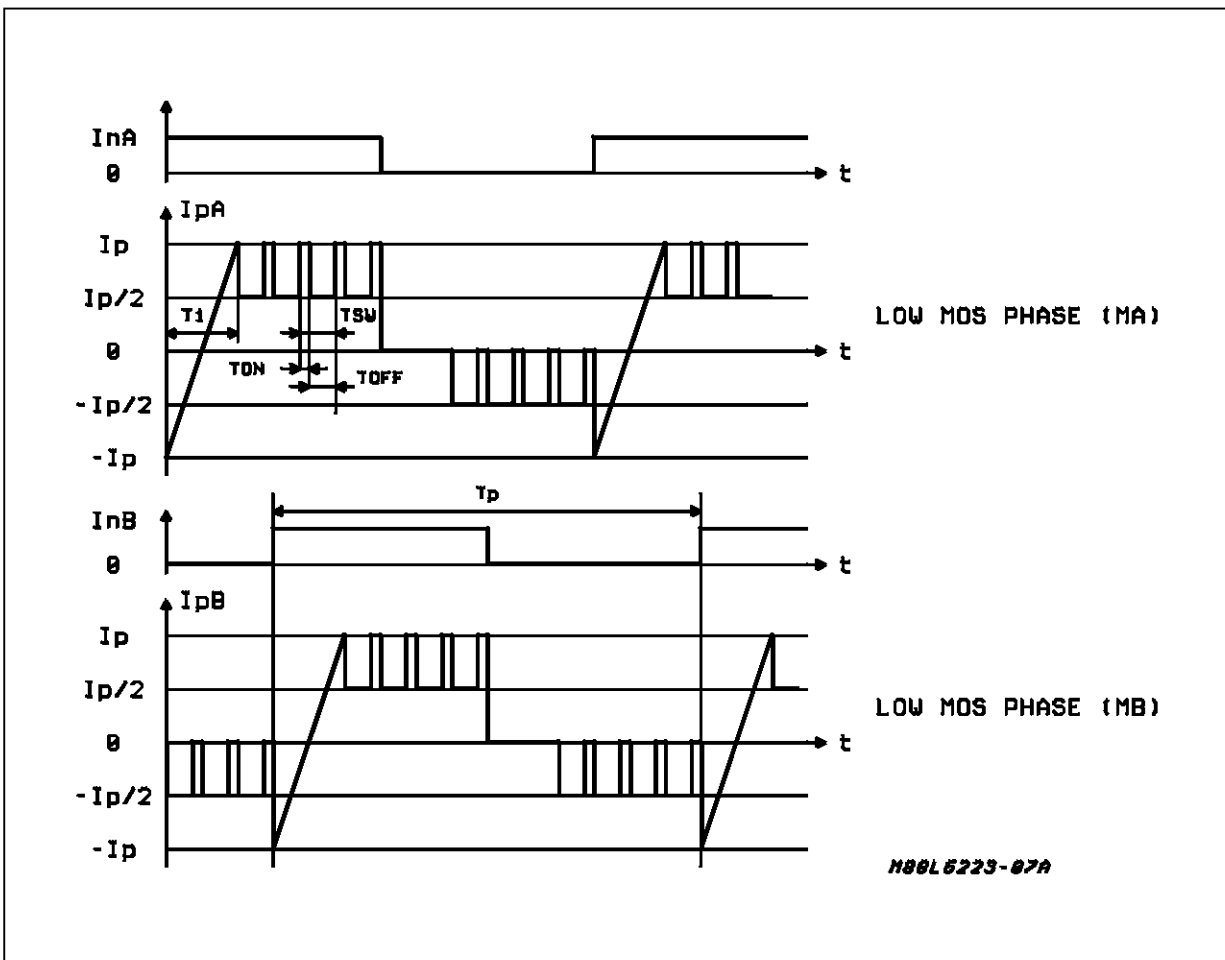 InA
0
t
IpA
Ip
Ip/2
T1
TSW
LOW MOS PHASE (MA)
0
TON
TOFF
-Ip/2
-Ip
Tp
InB
0
t
IpB
Ip
Ip/2
LOW MOS PHASE (MB)
0
t
-Ip/2
-Ip
M88L6223-07A